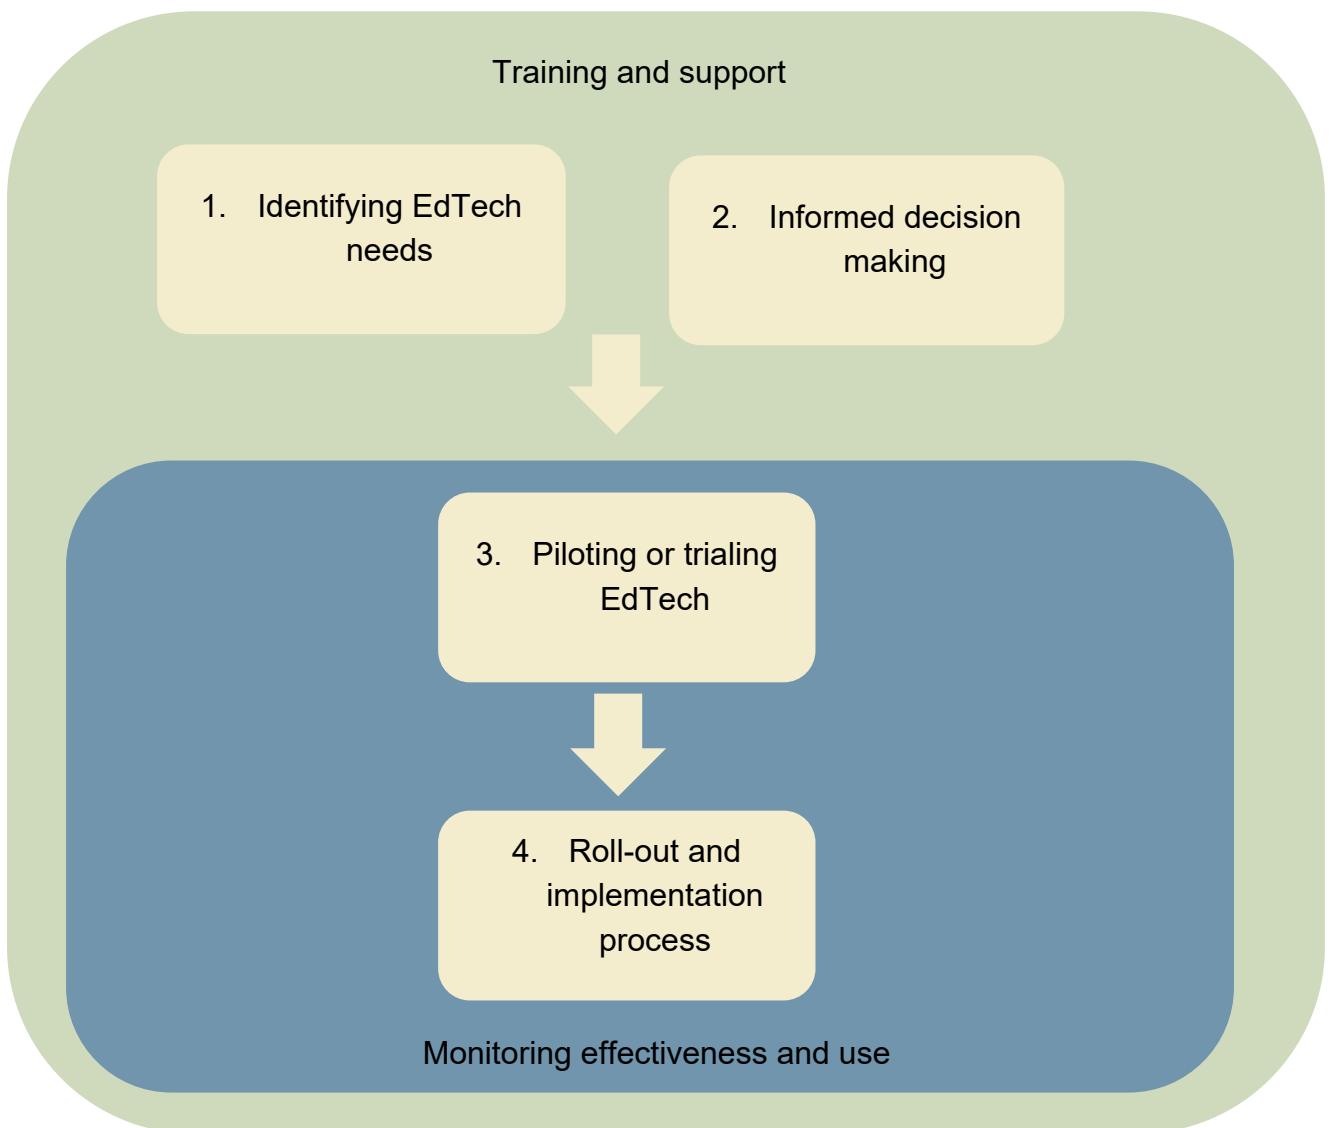 Training and support
1. Identifying EdTech
needs
2. Informed decision
making
3. Piloting or trialing
EdTech
4. Roll-out and
implementation
process
Monitoring effectiveness and use